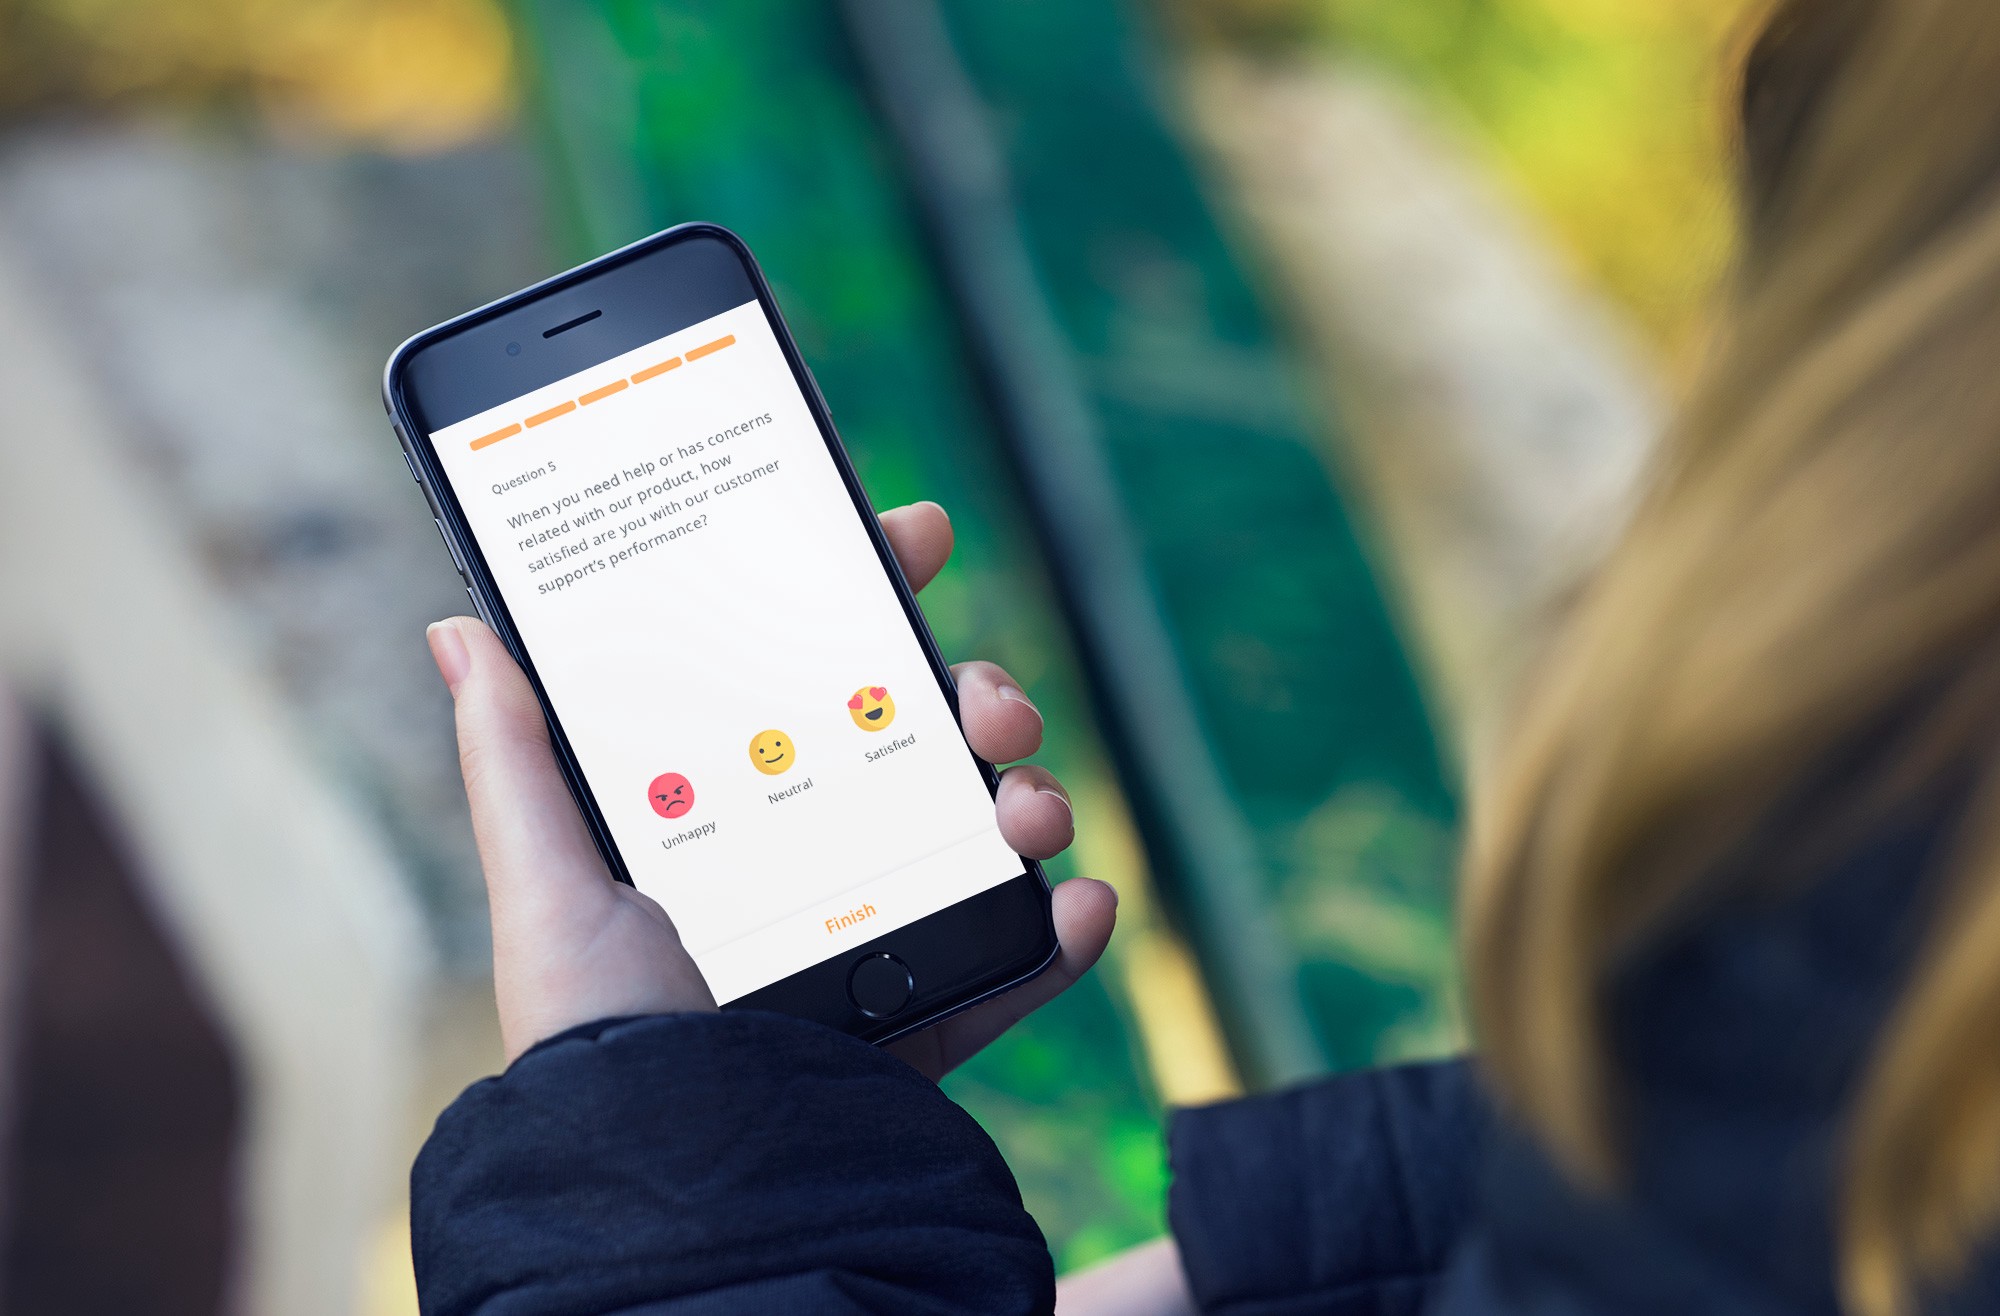 Question 5
When you need help or has concerns
related with our product, how
satisfied are you with our customer
support's performance?
Unhappy
Neutral
Satisfied
Finish